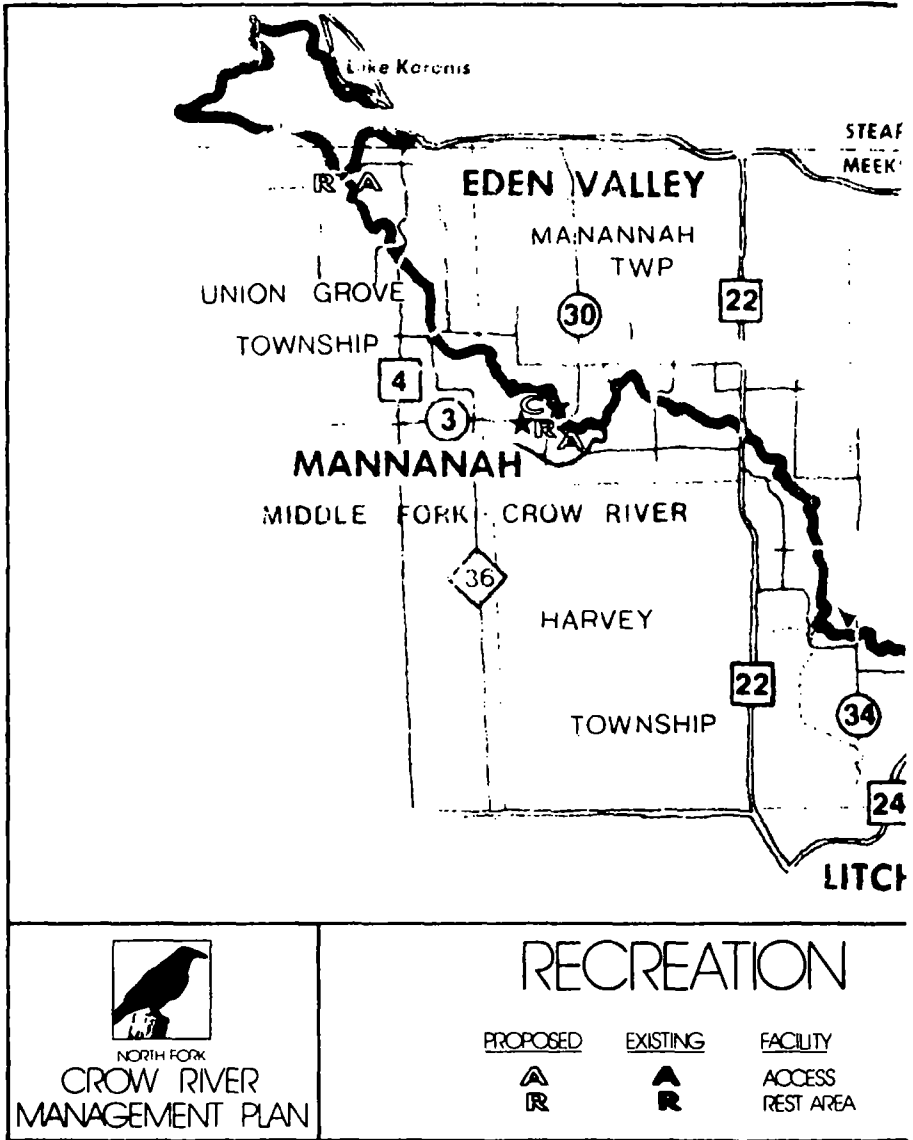 Lake Koronis
STEAR
MEEK
R A
EDEN VALLEY
MANANNAH
TWP
UNION GROVE
TOWNSHIP
30
22
4
3
C
R
A
MANNANAH
MIDDLE FORK CROW RIVER
36
HARVEY
22
34
TOWNSHIP
24
LITCH
NORTH FORK
CROW RIVER
MANAGEMENT PLAN
RECREATION
PROPOSED EXISTING FACILITY
A A ACCESS
R R REST AREA